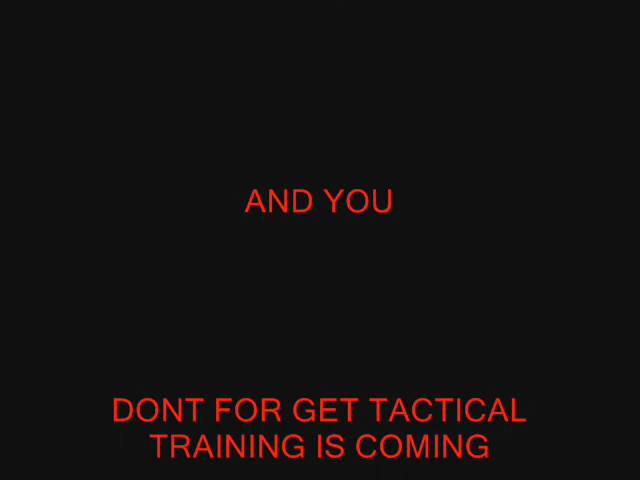 AND YOU
DONT FOR GET TACTICAL
TRAINING IS COMING